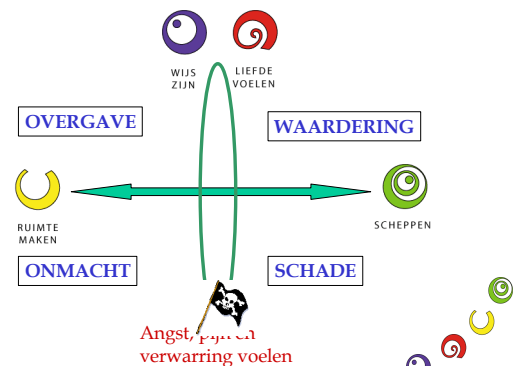 WIJS
ZIJN
LIEFDE
VOELEN
OVERGAVE
WAARDERING
RUIMTE
MAKEN
SCHEPPEN
ONMACHT
SCHADE
Angst, pijn en
verwarring voelen